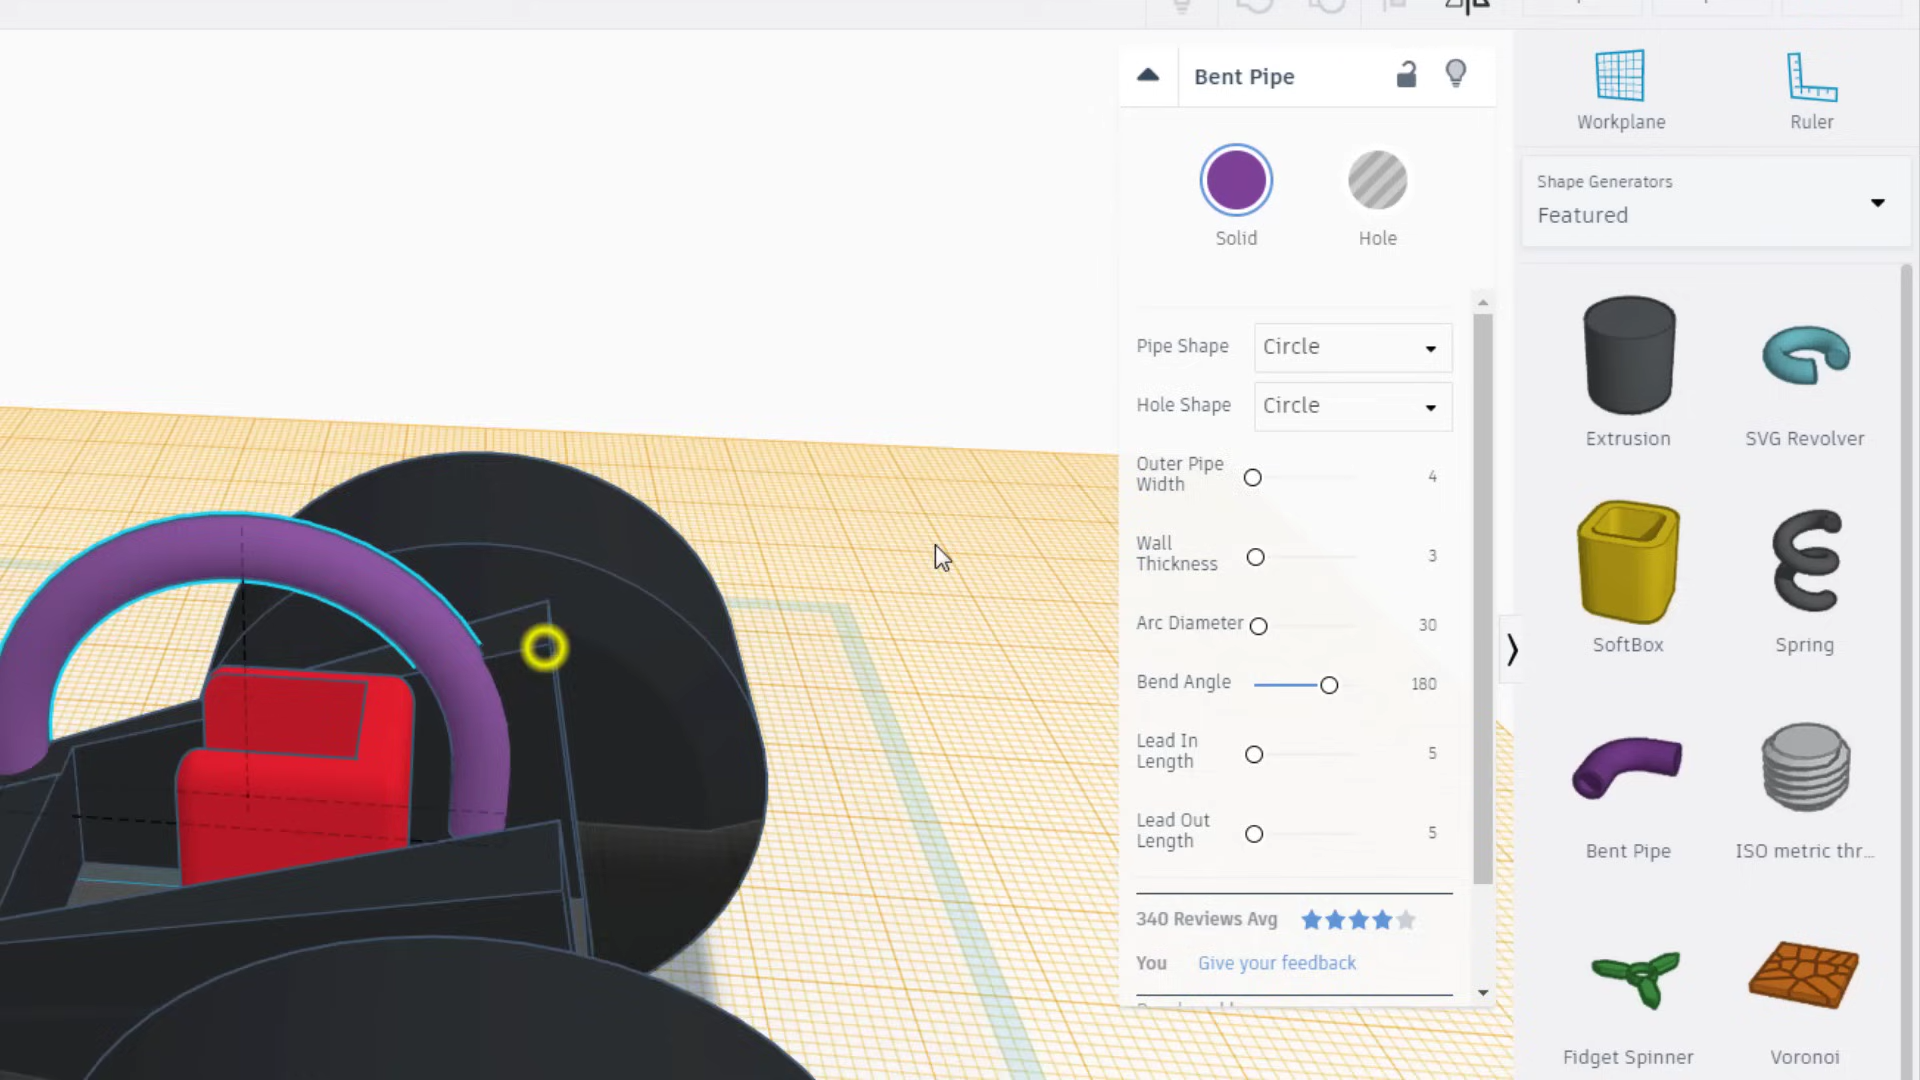 Bent Pipe
Solid
Hole
Pipe Shape
Circle
Hole Shape
Circle
Outer Pipe
Width
4
Wall
Thickness
3
Arc Diameter
30
Bend Angle
180
Lead In
Length
5
Lead Out
Length
5
340 Reviews Avg
You
Give your feedback
Workplane
Ruler
Shape Generators
Featured
Extrusion
SVG Revolver
SoftBox
Spring
Bent Pipe
ISO metric thr...
Fidget Spinner
Voronoi